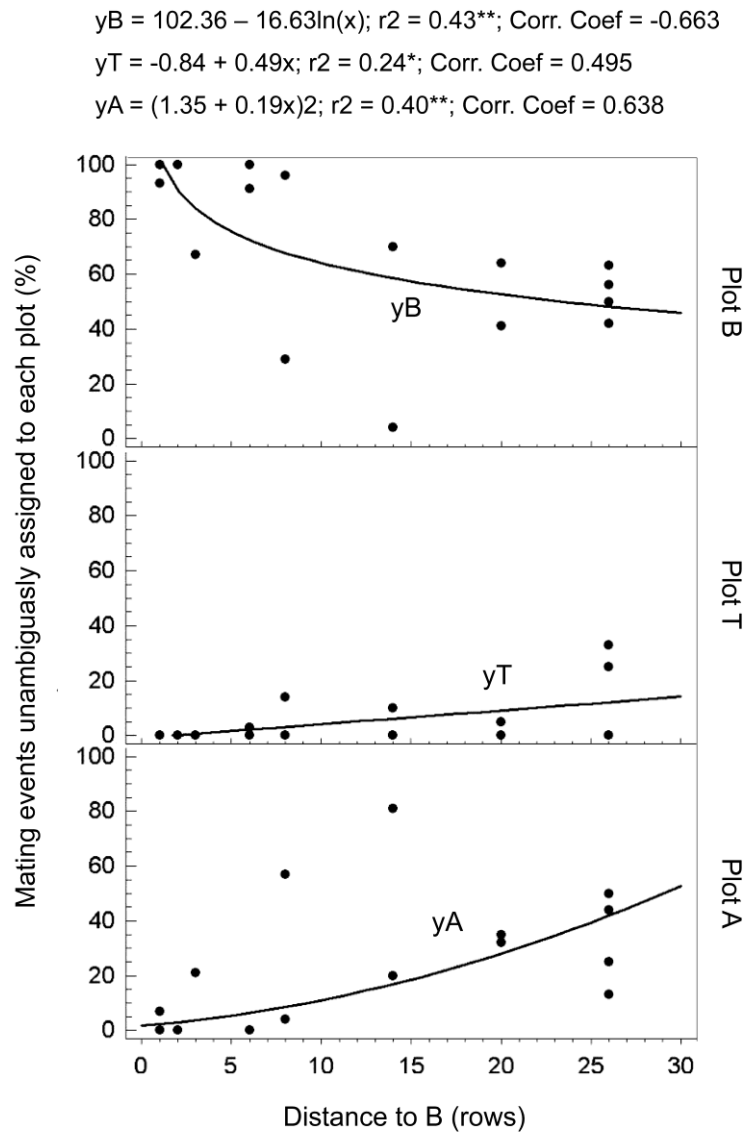 yB = 102.36 – 16.63ln(x); r2 = 0.43**; Corr. Coef = -0.663
yT = -0.84 + 0.49x; r2 = 0.24*; Corr. Coef = 0.495
yA = (1.35 + 0.19x)2; r2 = 0.40**; Corr. Coef = 0.638
Mating events unambiguasly assigned to each plot (%)
100
80
60
40
20
0
yB
Plot B
100
80
60
40
20
0
yT
Plot T
100
80
60
40
20
0
yA
Plot A
0 5 10 15 20 25 30
Distance to B (rows)